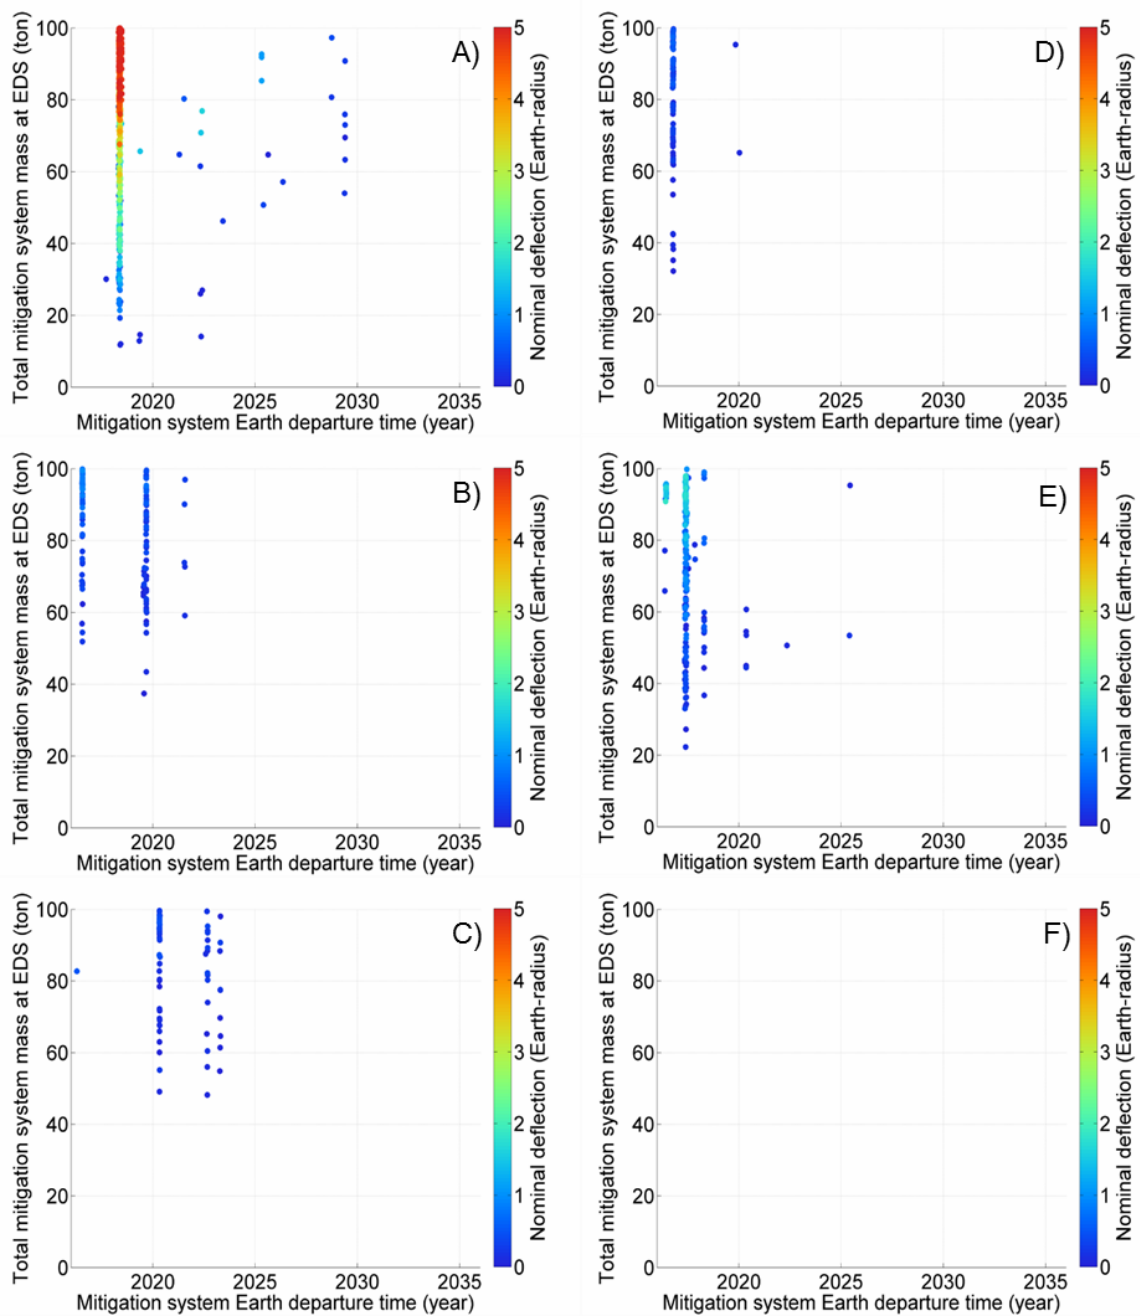 A)
Total mitigation system mass at EDS (ton)
100
80
60
40
20
0
2020 2025 2030 2035
Mitigation system Earth departure time (year)
5
4
3
2
1
0
Nominal deflection (Earth-radius)
D)
Total mitigation system mass at EDS (ton)
100
80
60
40
20
0
2020 2025 2030 2035
Mitigation system Earth departure time (year)
5
4
3
2
1
0
Nominal deflection (Earth-radius)
B)
Total mitigation system mass at EDS (ton)
100
80
60
40
20
0
2020 2025 2030 2035
Mitigation system Earth departure time (year)
5
4
3
2
1
0
Nominal deflection (Earth-radius)
E)
Total mitigation system mass at EDS (ton)
100
80
60
40
20
0
2020 2025 2030 2035
Mitigation system Earth departure time (year)
5
4
3
2
1
0
Nominal deflection (Earth-radius)
C)
Total mitigation system mass at EDS (ton)
100
80
60
40
20
0
2020 2025 2030 2035
Mitigation system Earth departure time (year)
5
4
3
2
1
0
Nominal deflection (Earth-radius)
F)
Total mitigation system mass at EDS (ton)
100
80
60
40
20
0
2020 2025 2030 2035
Mitigation system Earth departure time (year)
5
4
3
2
1
0
Nominal deflection (Earth-radius)